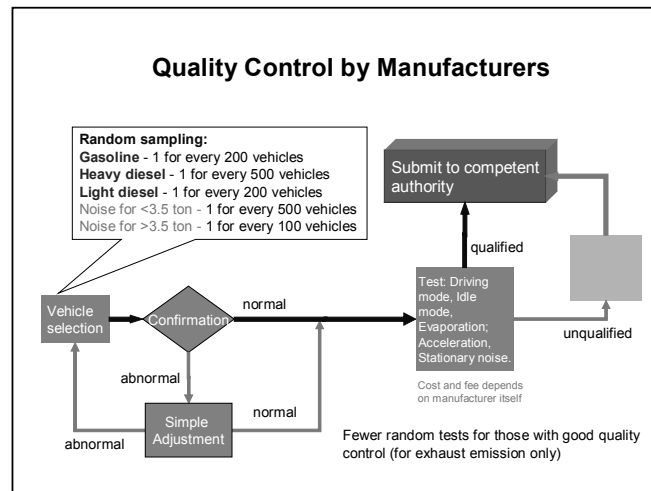 Quality Control by Manufacturers
Random sampling:
Gasoline - 1 for every 200 vehicles
Heavy diesel - 1 for every 500 vehicles
Light diesel - 1 for every 200 vehicles
Noise for <3.5 ton - 1 for every 500 vehicles
Noise for >3.5 ton - 1 for every 100 vehicles
Submit to competent
authority
qualified
Vehicle
selection
Confirmation
normal
Test: Driving
mode, Idle
mode,
Evaporation;
Acceleration,
Stationary noise.
unqualified
abnormal
Simple
Adjustment
normal
abnormal
Cost and fee depends
on manufacturer itself
Fewer random tests for those with good quality
control (for exhaust emission only)